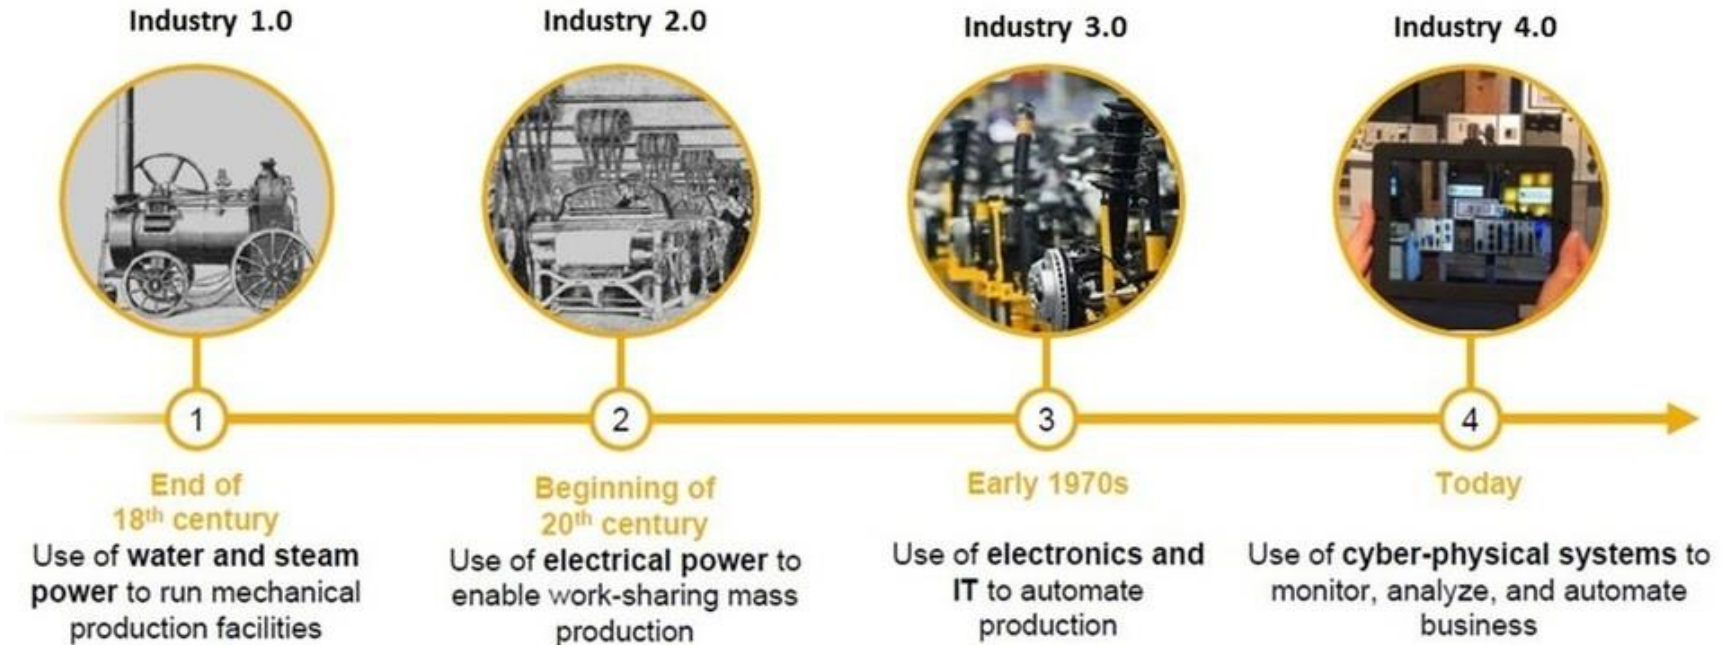 Industry 1.0
Industry 2.0
Industry 3.0
Industry 4.0
1
2
3
4
End of
18th century
Use of water and steam
power to run mechanical
production facilities
Beginning of
20th century
Use of electrical power to
enable work-sharing mass
production
Early 1970s
Use of electronics and
IT to automate
production
Today
Use of cyber-physical systems to
monitor, analyze, and automate
business